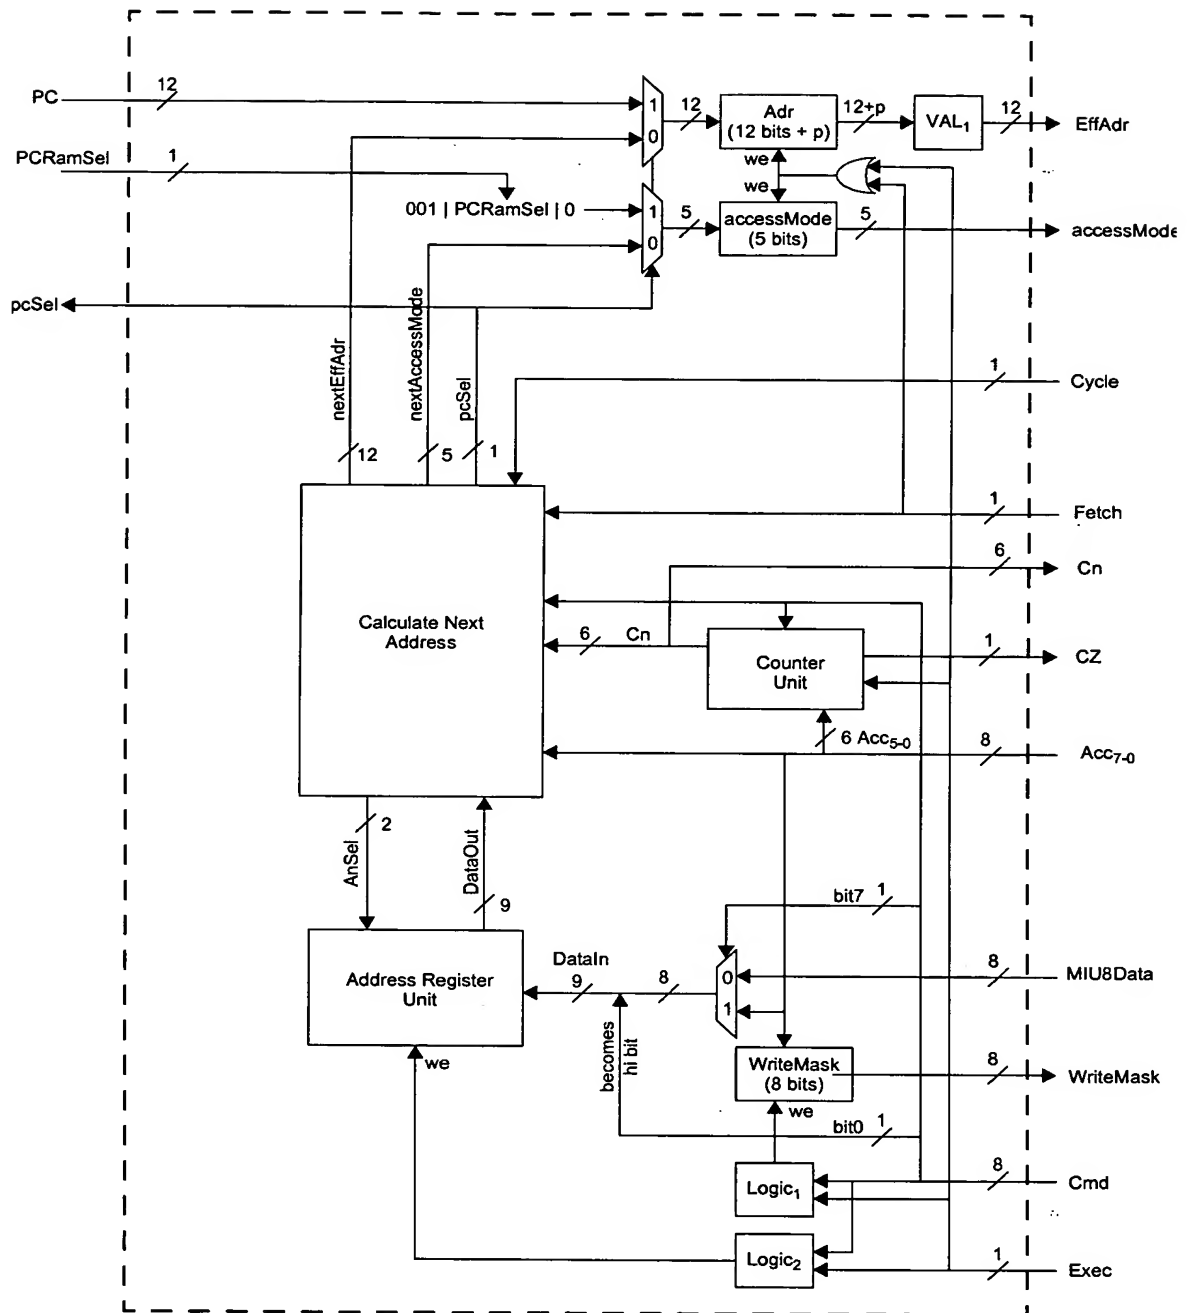 PC
12
1
0
12
Adr
(12 bits + p)
12+p
VAL1
12
EffAdr
PCRamSel
1
we
we
001 | PCRamSel | 0
1
0
5
accessMode
(5 bits)
5
accessMode
pcSel
nextEffAdr
nextAccessMode
pcSel
1
Cycle
12
5
1
1
Fetch
6
Cn
Calculate Next
Address
6
Cn
Counter
Unit
1
CZ
6 Acc5-0
8
Acc7-0
2
AnSel
DataOut
9
bit7
1
Address Register
Unit
DataIn
9
8
0
1
8
MIU8Data
becomes
hi bit
we
WriteMask
(8 bits)
8
WriteMask
we
bit0
1
Logic1
8
Cmd
Logic2
1
Exec